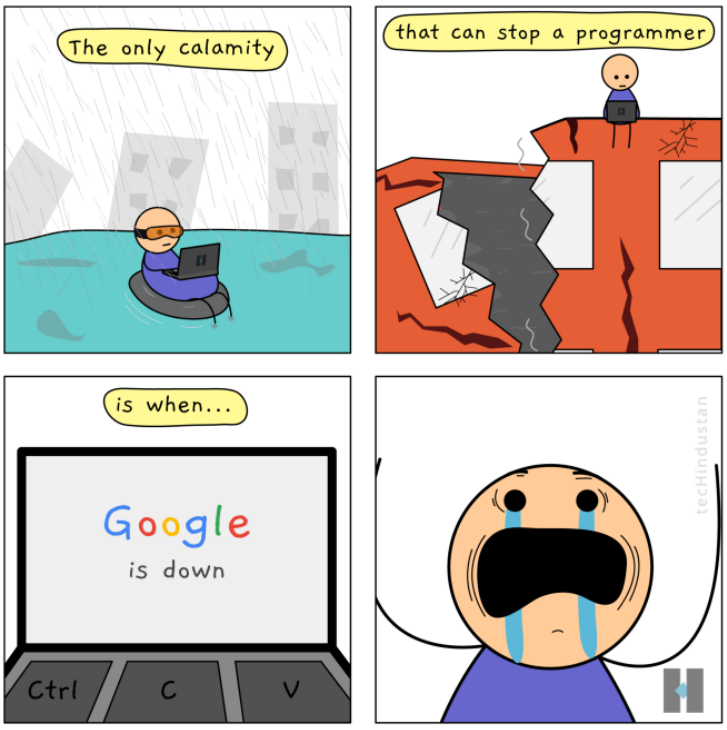 The only calamity
that can stop a programmer
is when...
Google
is down
Ctrl
C
V
tecHindustan